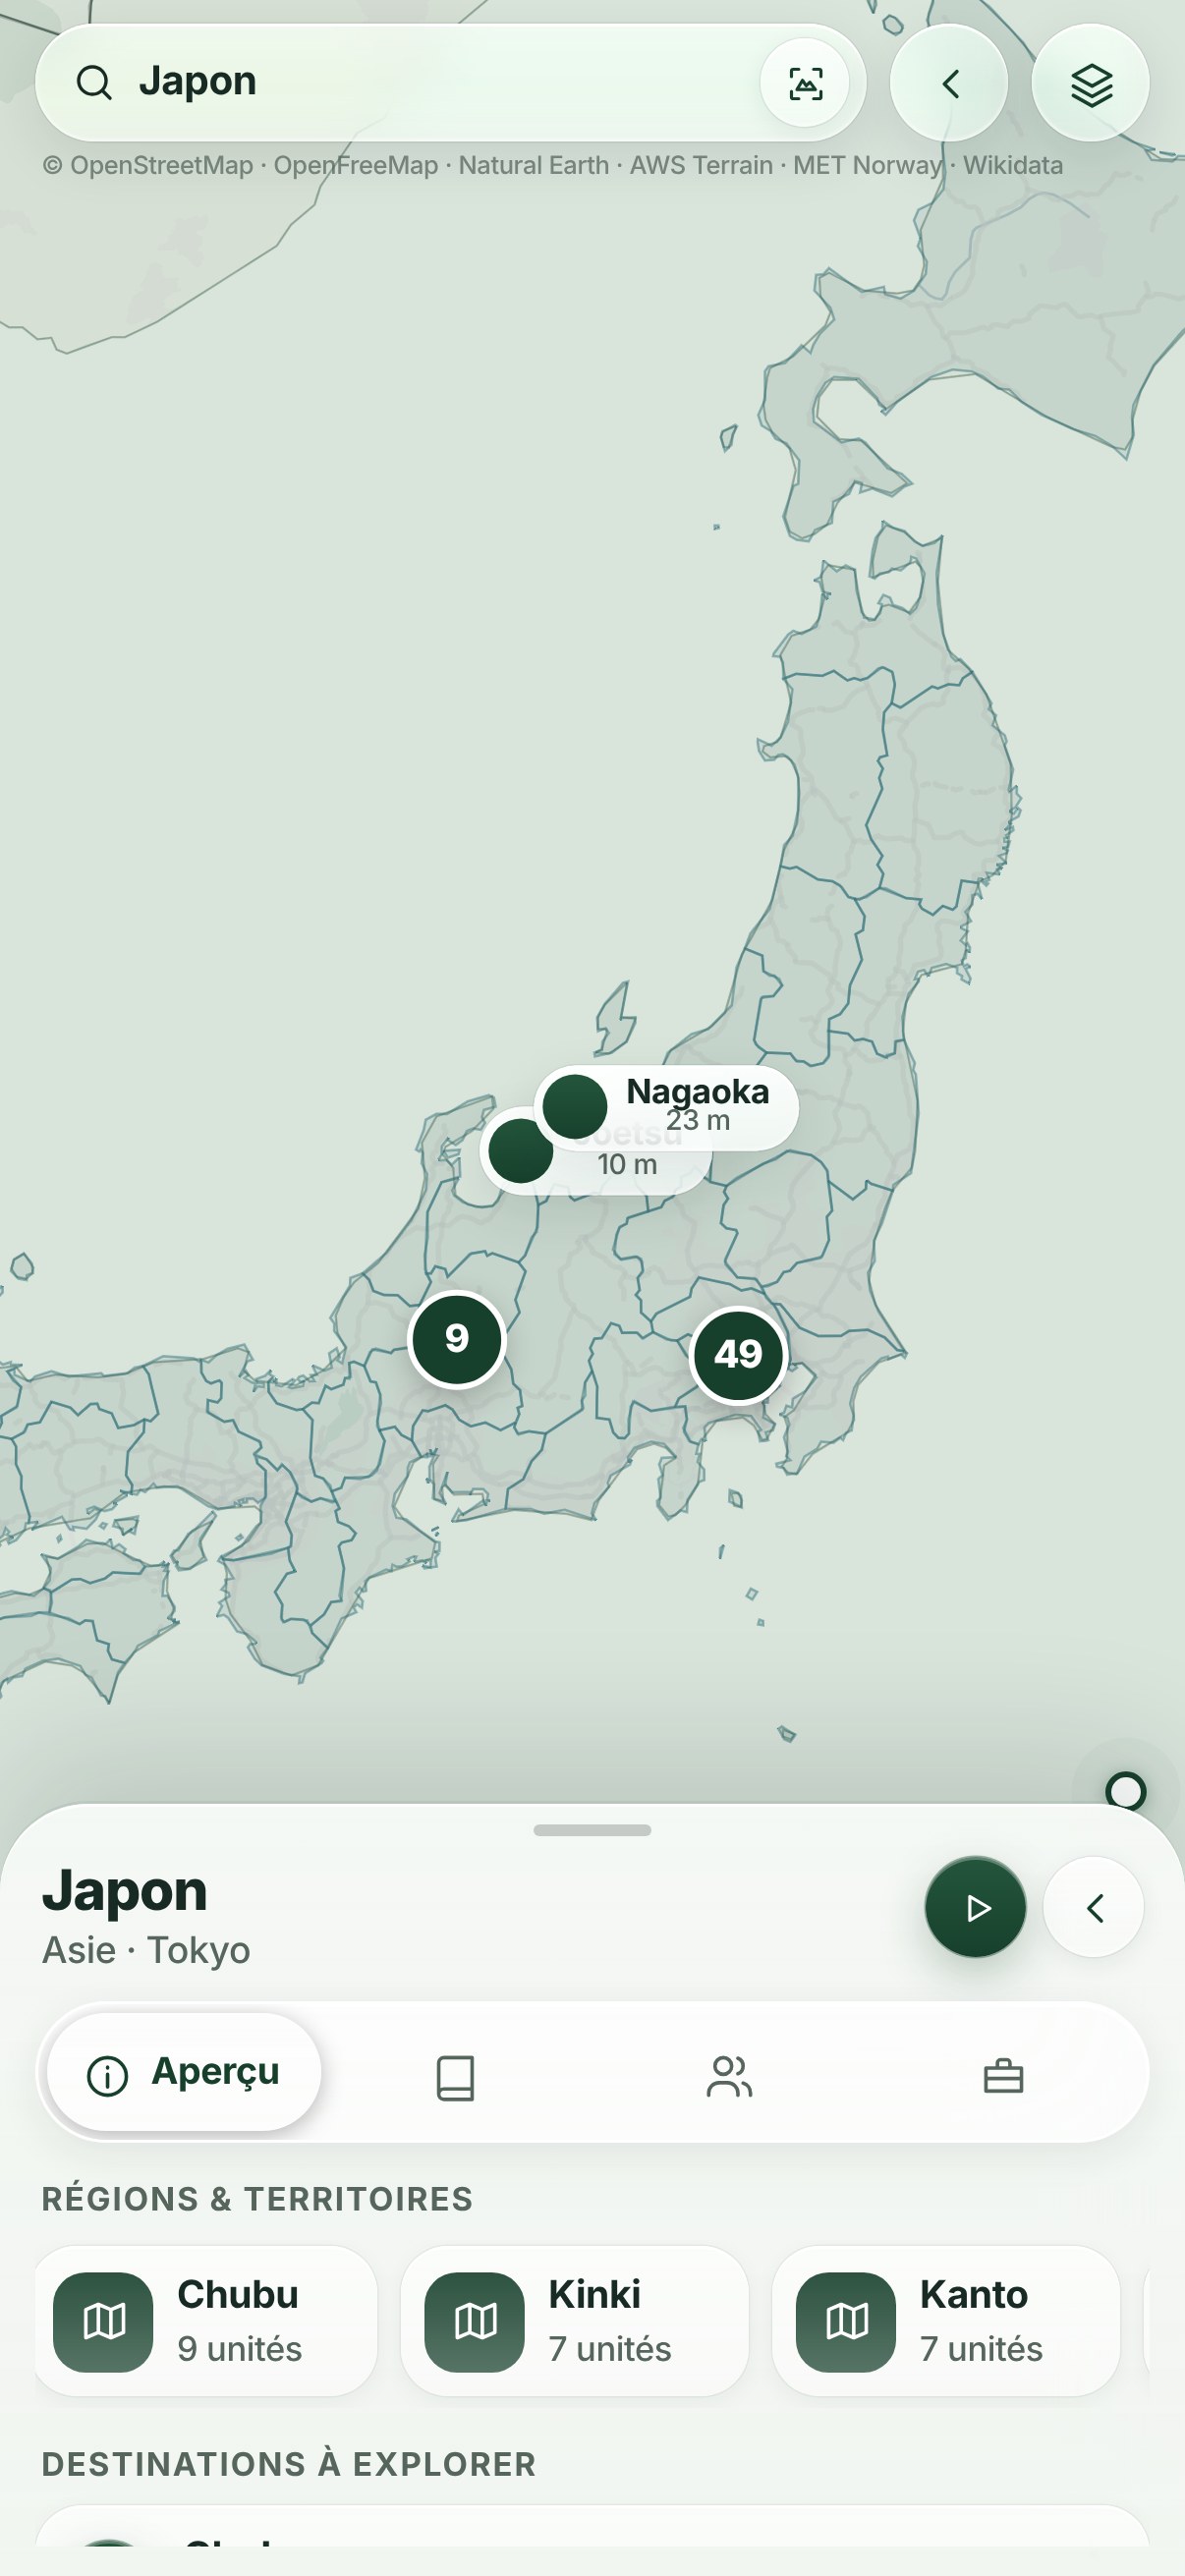 Japon
© OpenStreetMap · OpenFreeMap · Natural Earth · AWS Terrain · MET Norway · Wikidata
Nagaoka
23 m
10 m
9
49
Japon
Asie · Tokyo
Aperçu
RÉGIONS & TERRITOIRES
Chubu
9 unités
Kinki
7 unités
Kanto
7 unités
DESTINATIONS À EXPLORER